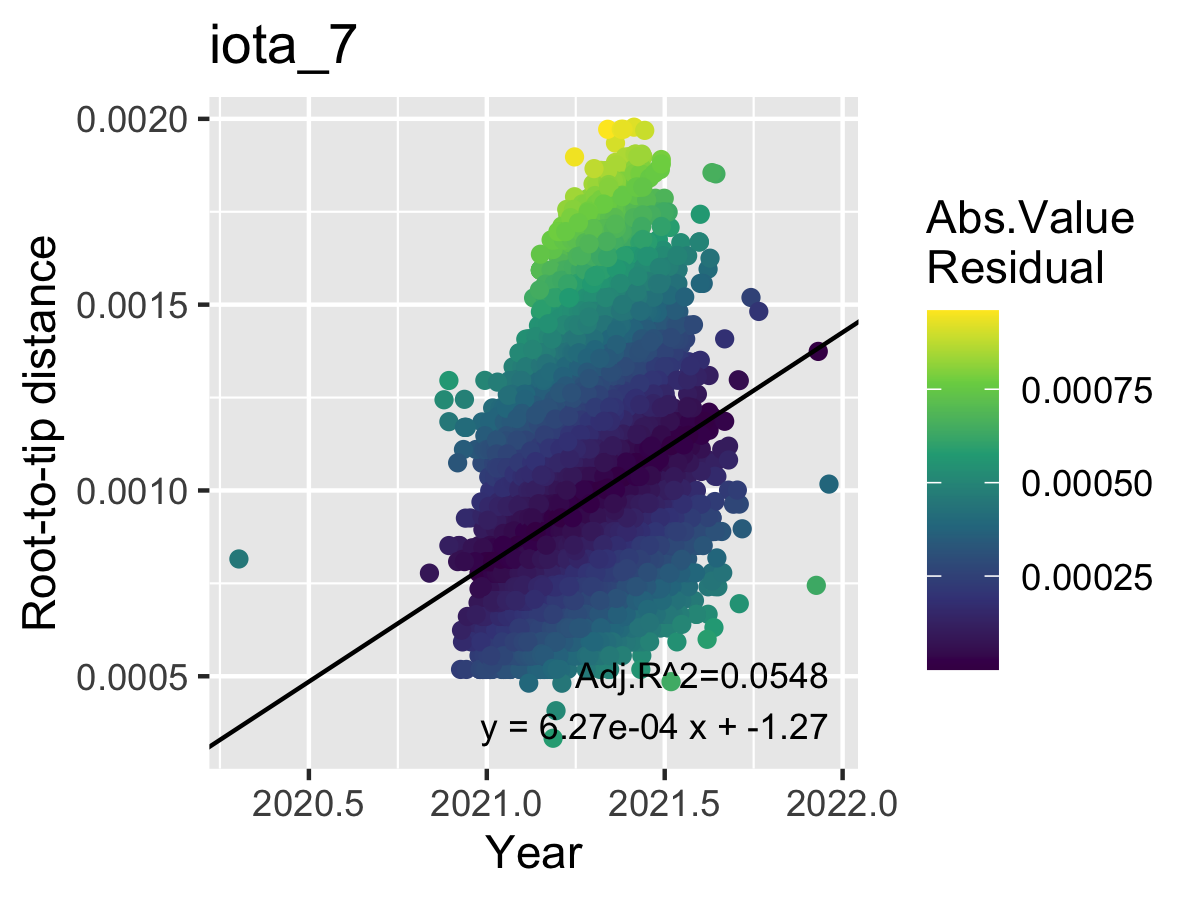 iota_7
0.0020
0.0015
0.0010
0.0005
Root-to-tip distance
Adj.R^2=0.0548
y = 6.27e-04 x + -1.27
2020.5 2021.0 2021.5 2022.0
Year
Abs.Value
Residual
0.00075
0.00050
0.00025